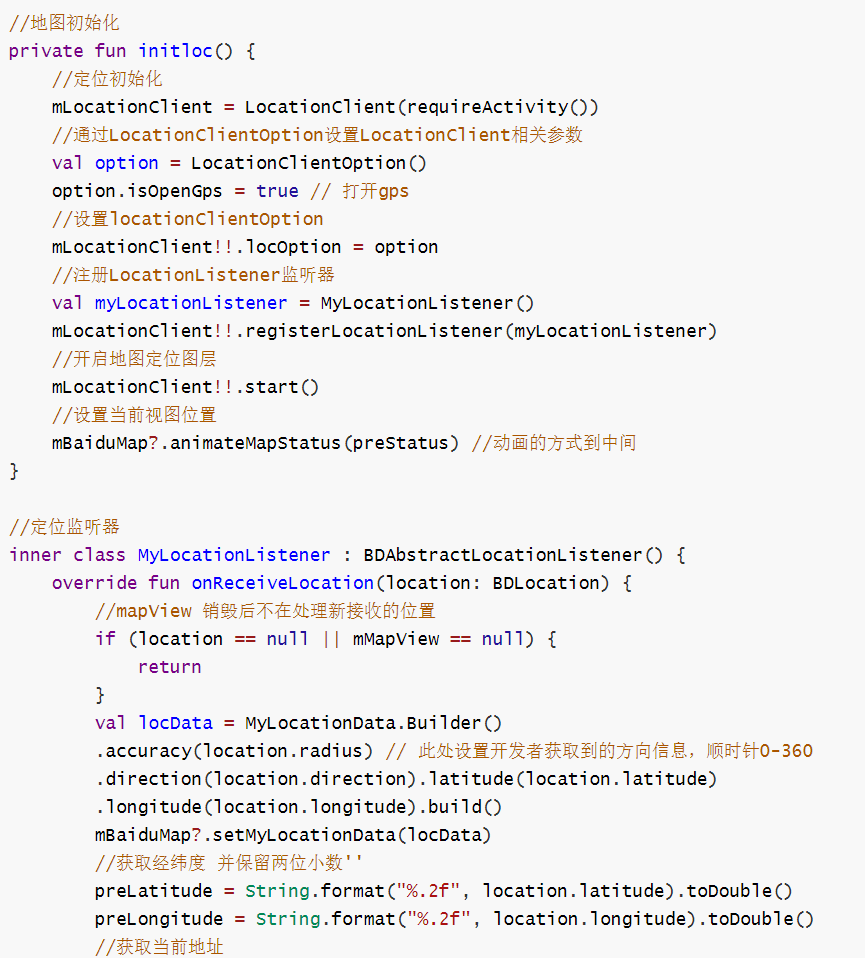 //地图初始化
private fun initloc() {
    //定位初始化
    mLocationClient = LocationClient(requireActivity())
    //通过LocationClientOption设置LocationClient相关参数
    val option = LocationClientOption()
    option.isOpenGps = true // 打开gps
    //设置locationClientOption
    mLocationClient!!.locOption = option
    //注册LocationListener监听器
    val myLocationListener = MyLocationListener()
    mLocationClient!!.registerLocationListener(myLocationListener)
    //开启地图定位图层
    mLocationClient!!.start()
    //设置当前视图位置
    mBaiduMap?.animateMapStatus(preStatus) //动画的方式到中间
}

//定位监听器
inner class MyLocationListener : BDAbstractLocationListener() {
    override fun onReceiveLocation(location: BDLocation) {
        //mapView 销毁后不在处理新接收的位置
        if (location == null || mMapView == null) {
            return
        }
        val locData = MyLocationData.Builder()
        .accuracy(location.radius) // 此处设置开发者获取到的方向信息，顺时针0-360
        .direction(location.direction).latitude(location.latitude)
        .longitude(location.longitude).build()
        mBaiduMap?.setMyLocationData(locData)
        //获取经纬度 并保留两位小数''
        preLatitude = String.format("%.2f", location.latitude).toDouble()
        preLongitude = String.format("%.2f", location.longitude).toDouble()
        //获取当前地址